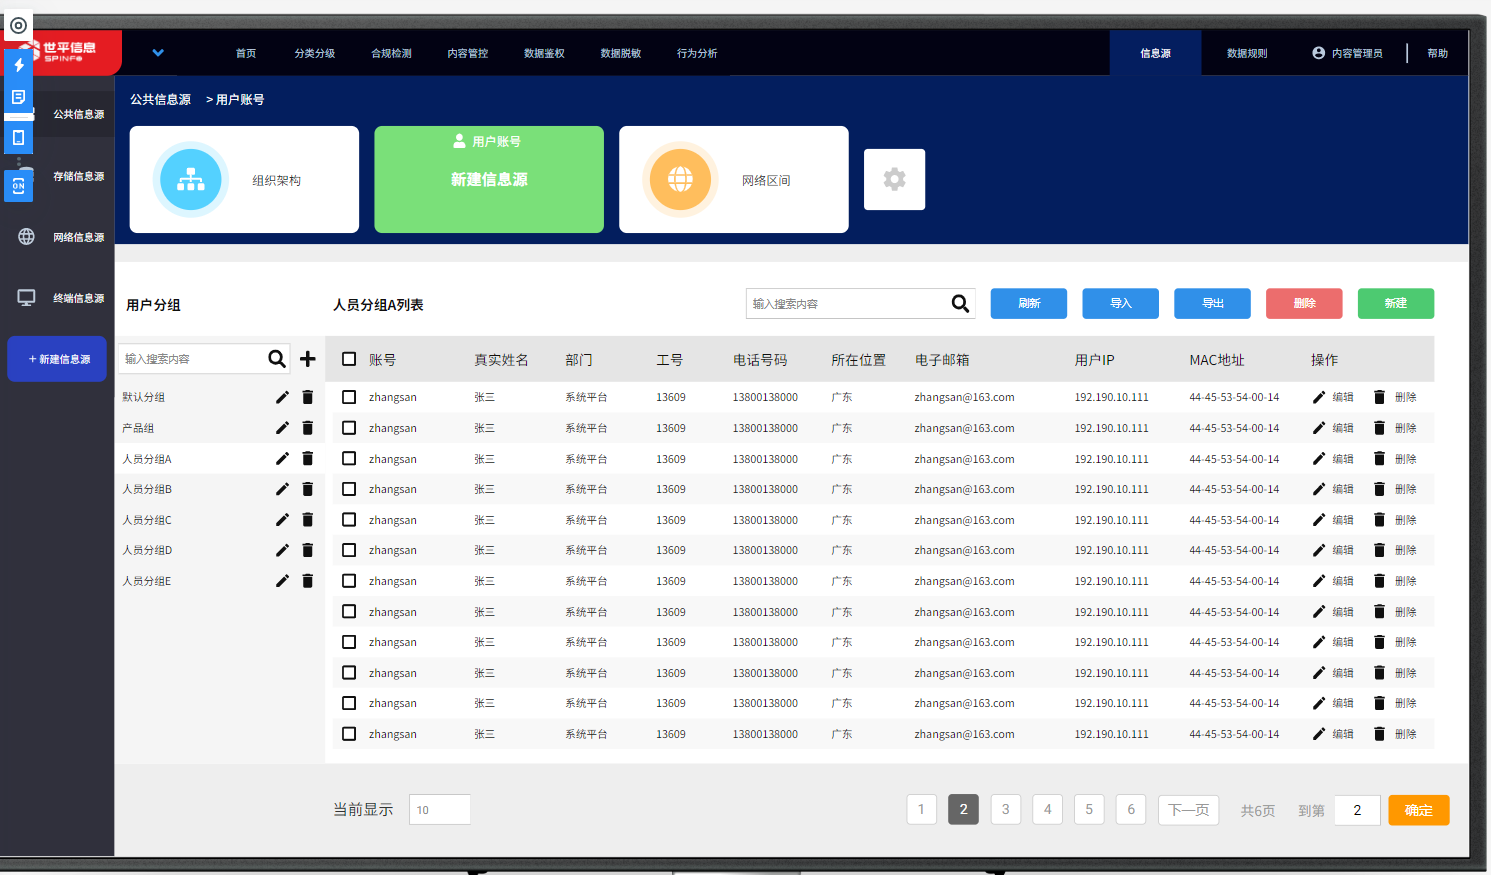 世平信息
SPINFO
首页 分类分级 合规检测 内容管控 数据鉴权 数据脱敏 行为分析 信息源 数据规则 内容管理员 帮助
公共信息源 > 用户账号
公共信息源
存储信息源
网络信息源
终端信息源
+ 新建信息源
ON
组织架构
用户账号
新建信息源
网络区间
用户分组
人员分组A列表
输入搜索内容
刷新 导入 导出 删除 新建
输入搜索内容
默认分组
产品组
人员分组A
人员分组B
人员分组C
人员分组D
人员分组E
账号 真实姓名 部门 工号 电话号码 所在位置 电子邮箱 用户IP MAC地址 操作
zhangsan 张三 系统平台 13609 13800138000 广东 zhangsan@163.com 192.190.10.111 44-45-53-54-00-14 编辑 删除
zhangsan 张三 系统平台 13609 13800138000 广东 zhangsan@163.com 192.190.10.111 44-45-53-54-00-14 编辑 删除
zhangsan 张三 系统平台 13609 13800138000 广东 zhangsan@163.com 192.190.10.111 44-45-53-54-00-14 编辑 删除
zhangsan 张三 系统平台 13609 13800138000 广东 zhangsan@163.com 192.190.10.111 44-45-53-54-00-14 编辑 删除
zhangsan 张三 系统平台 13609 13800138000 广东 zhangsan@163.com 192.190.10.111 44-45-53-54-00-14 编辑 删除
zhangsan 张三 系统平台 13609 13800138000 广东 zhangsan@163.com 192.190.10.111 44-45-53-54-00-14 编辑 删除
zhangsan 张三 系统平台 13609 13800138000 广东 zhangsan@163.com 192.190.10.111 44-45-53-54-00-14 编辑 删除
zhangsan 张三 系统平台 13609 13800138000 广东 zhangsan@163.com 192.190.10.111 44-45-53-54-00-14 编辑 删除
zhangsan 张三 系统平台 13609 13800138000 广东 zhangsan@163.com 192.190.10.111 44-45-53-54-00-14 编辑 删除
zhangsan 张三 系统平台 13609 13800138000 广东 zhangsan@163.com 192.190.10.111 44-45-53-54-00-14 编辑 删除
zhangsan 张三 系统平台 13609 13800138000 广东 zhangsan@163.com 192.190.10.111 44-45-53-54-00-14 编辑 删除
zhangsan 张三 系统平台 13609 13800138000 广东 zhangsan@163.com 192.190.10.111 44-45-53-54-00-14 编辑 删除
当前显示 10 1 2 3 4 5 6 下一页 共6页 到第 2 确定